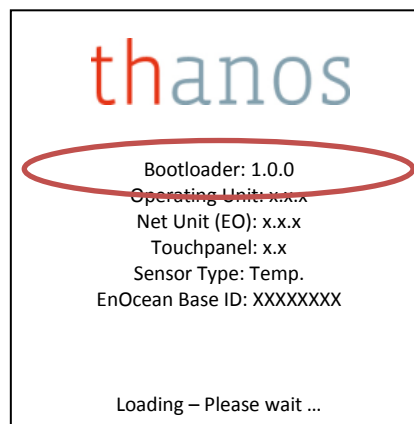 thanos
Bootloader: 1.0.0
Operating Unit: x.x.x
Net Unit (EO): x.x.x
Touchpanel: x.x
Sensor Type: Temp.
EnOcean Base ID: XXXXXXXX
Loading – Please wait ...